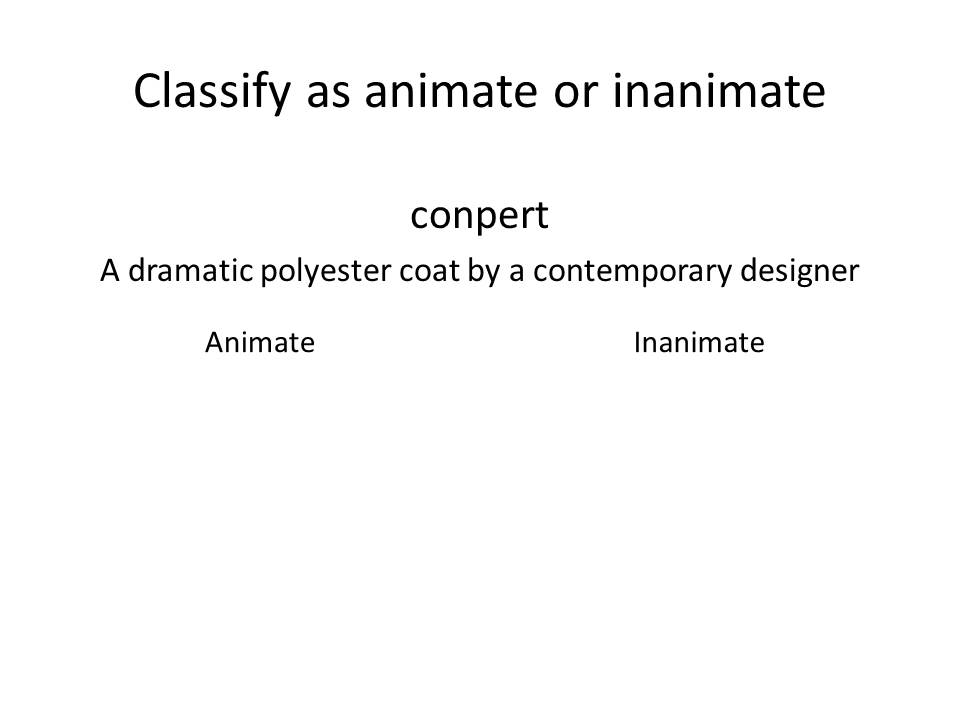 Classify as animate or inanimate
conpert
A dramatic polyester coat by a contemporary designer
Animate Inanimate